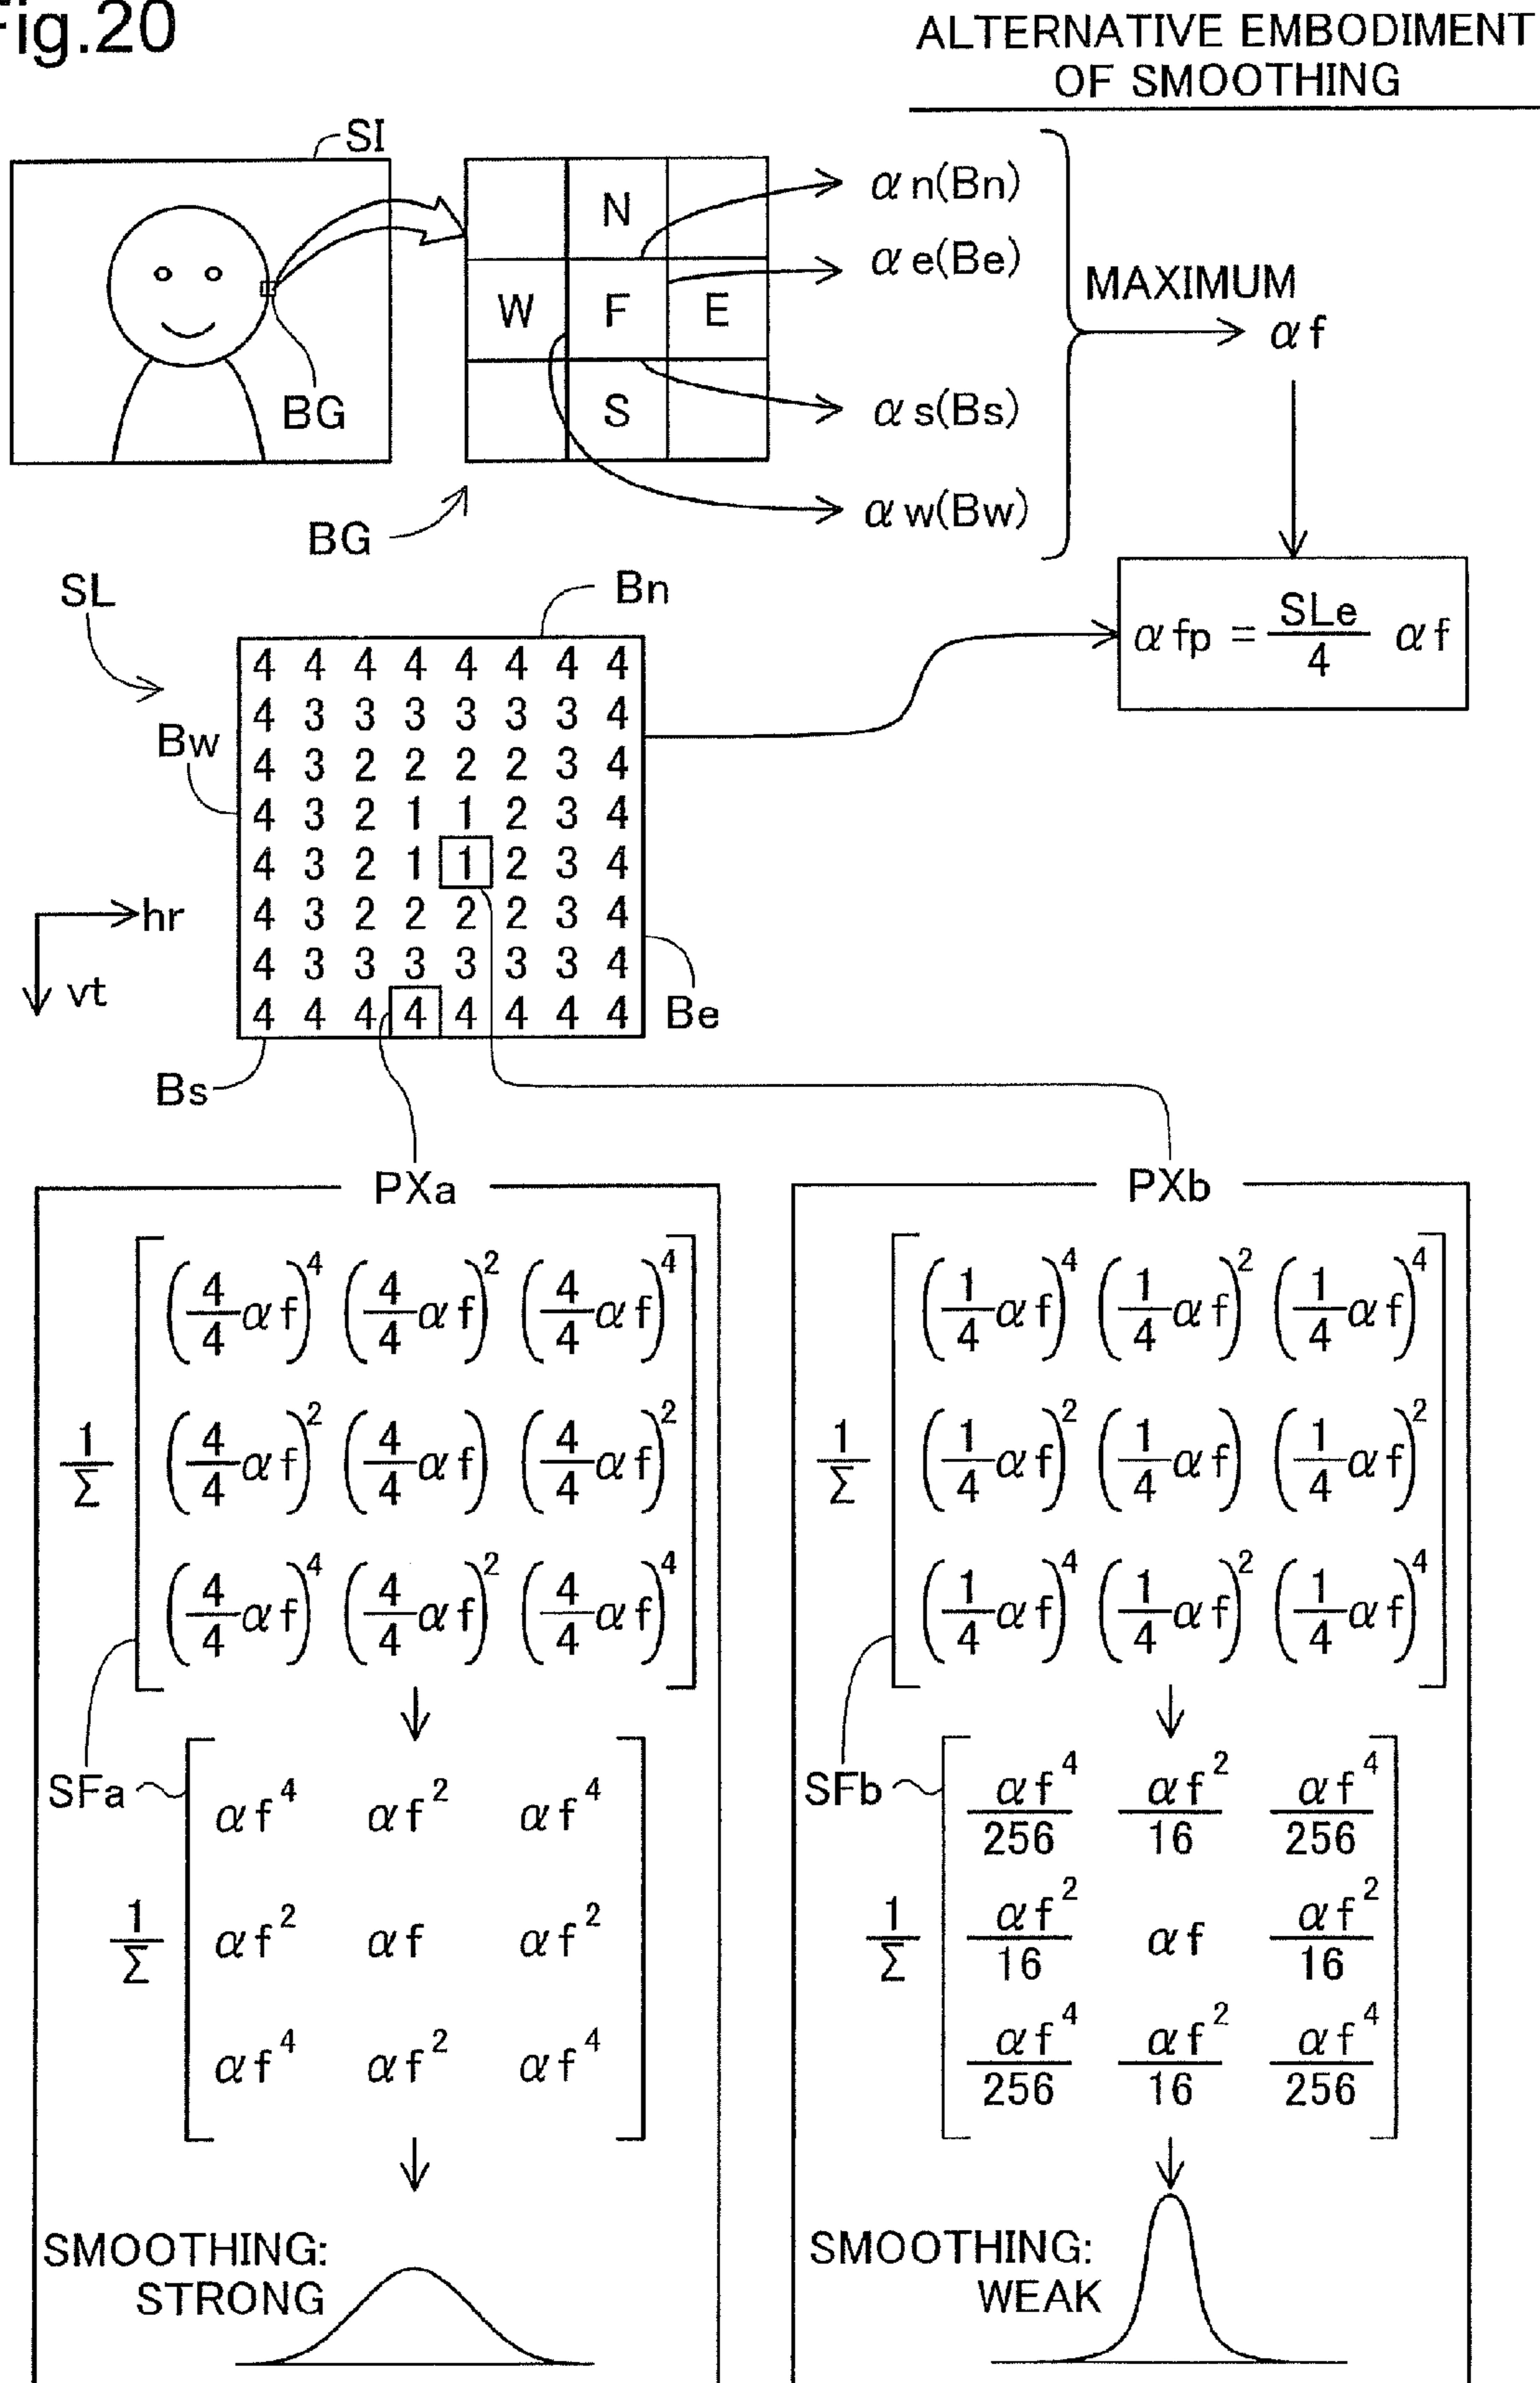 Fig.20
ALTERNATIVE EMBODIMENT
OF SMOOTHING
SI
BG
N
W F E
S
BG
αn(Bn)
αe(Be)
αs(Bs)
αw(Bw)
MAXIMUM
αf
αfp = SLe/4 αf
SL
Bn
Bw
4 4 4 4 4 4 4 4
4 3 3 3 3 3 3 4
4 3 2 2 2 2 3 4
4 3 2 1 1 2 3 4
4 3 2 1 1 2 3 4
4 3 2 2 2 2 3 4
4 3 3 3 3 3 3 4
4 4 4 4 4 4 4 4
hr
vt
Be
Bs
PXa
(4/4 αf)^4 (4/4 αf)^2 (4/4 αf)^4
1/Σ (4/4 αf)^2 (4/4 αf) (4/4 αf)^2
(4/4 αf)^4 (4/4 αf)^2 (4/4 αf)^4
SFa
αf^4 αf^2 αf^4
1/Σ αf^2 αf αf^2
αf^4 αf^2 αf^4
SMOOTHING:
STRONG
PXb
(1/4 αf)^4 (1/4 αf)^2 (1/4 αf)^4
1/Σ (1/4 αf)^2 (1/4 αf) (1/4 αf)^2
(1/4 αf)^4 (1/4 αf)^2 (1/4 αf)^4
SFb
αf^4/256 αf^2/16 αf^4/256
1/Σ αf^2/16 αf αf^2/16
αf^4/256 αf^2/16 αf^4/256
SMOOTHING:
WEAK